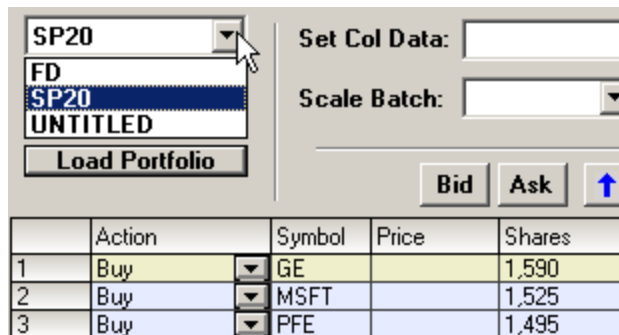 SP20
Set Col Data:
FD
SP20
Scale Batch:
UNTITLED
Load Portfolio
Bid Ask
Action Symbol Price Shares
1 Buy GE 1,590
2 Buy MSFT 1,525
3 Buy PFE 1,495